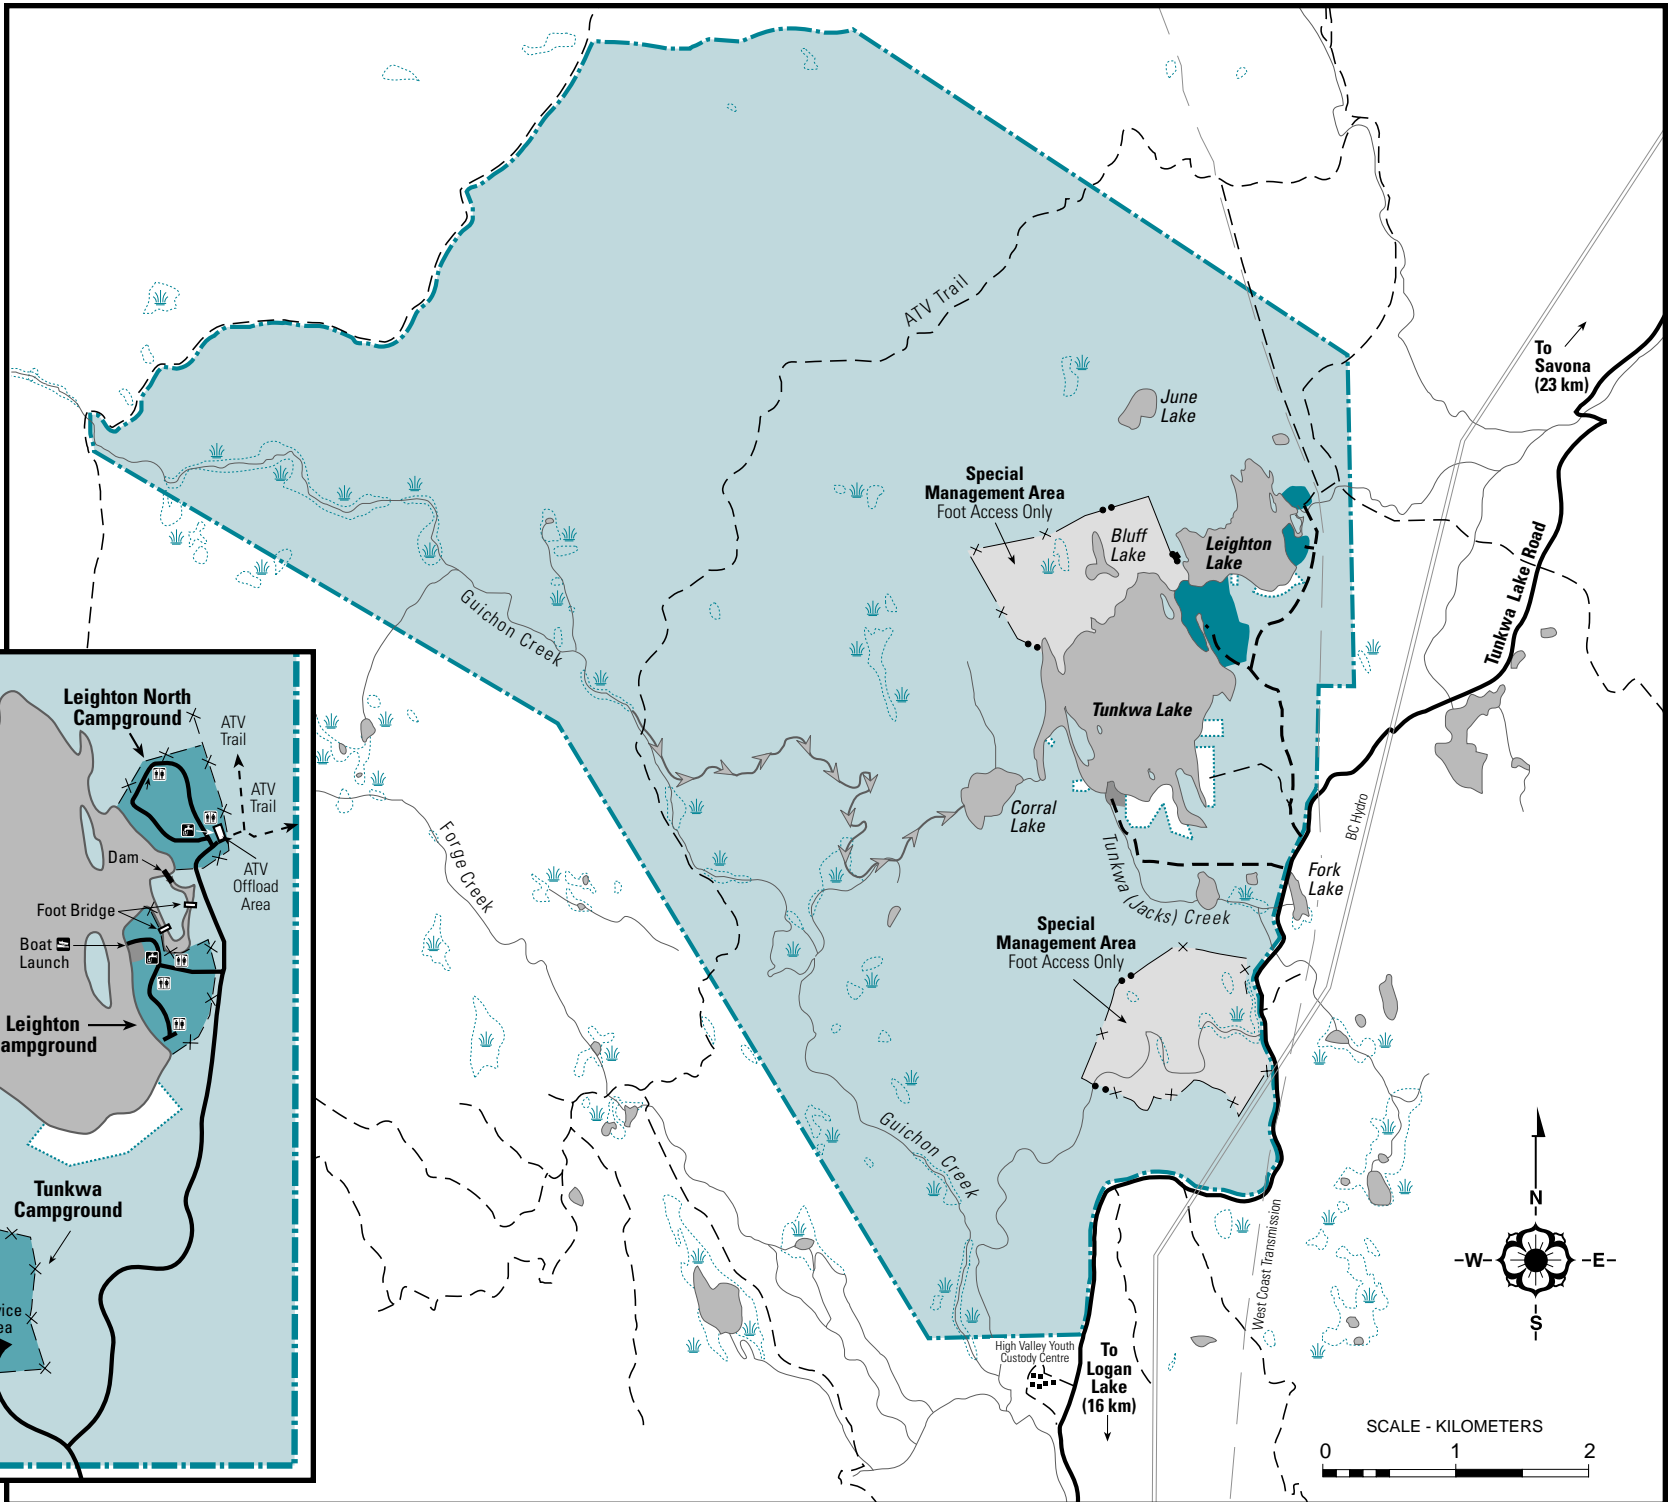 ATV Trail
To
Savona
(23 km)
June
Lake
Special
Management Area
Foot Access Only
Bluff
Lake
Leighton
Lake
Tunkwa Lake Road
Guichon Creek
Tunkwa Lake
Corral
Lake
BC Hydro
Forge Creek
Tunkwa (Jacks) Creek
Fork
Lake
Special
Management Area
Foot Access Only
Guichon Creek
West Coast Transmission
High Valley Youth
Custody Centre
To
Logan
Lake
(16 km)
N
W
E
S
SCALE - KILOMETERS
0 1 2
Leighton North
Campground
ATV
Trail
ATV
Trail
Dam
ATV
Offload
Area
Foot Bridge
Boat
Launch
Leighton
ampground
Tunkwa
Campground
vice
ea